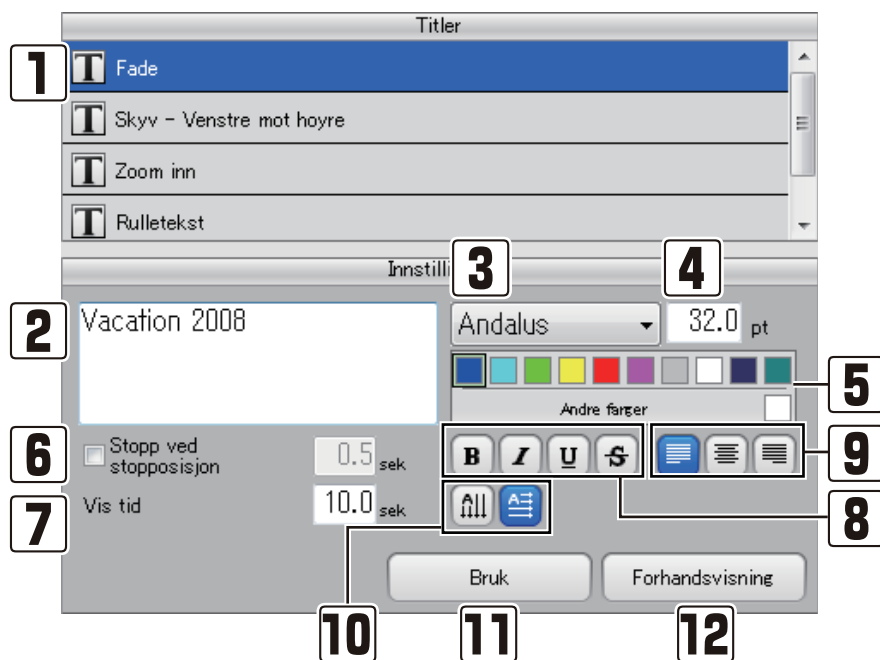 Titler
1
T Fade
T Skyv - Venstre mot hoyre
T Zoom inn
T Rulletekst
Innstilli
3
4
2
Vacation 2008
Andalus
32.0 pt
5
Andre farger
6
Stopp ved
stopposisjon
0.5 sek
B I U S
9
7
Vis tid
10.0 sek
A A
8
Bruk
Forhandsvisning
10
11
12